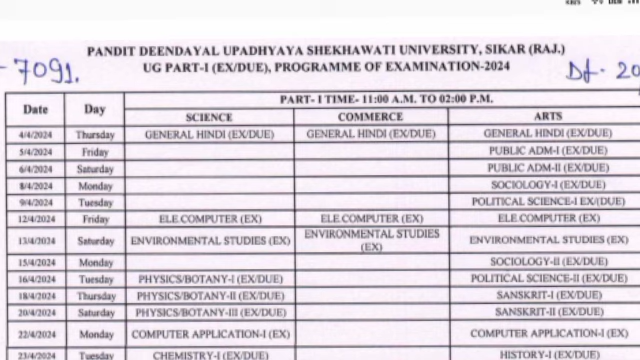 PANDIT DEENDAYAL UPADHYAYA SHEKHAWATI UNIVERSITY, SIKAR (RAJ.)
-7091.
UG PART-I (EX/DUE), PROGRAMME OF EXAMINATION-2024
Dt- 20
Date Day PART- I TIME- 11:00 A.M. TO 02:00 P.M.
SCIENCE COMMERCE ARTS
4/4/2024 Thursday GENERAL HINDI (EX/DUE) GENERAL HINDI (EX/DUE) GENERAL HINDI (EX/DUE)
5/4/2024 Friday PUBLIC ADM-I (EX/DUE)
6/4/2024 Saturday PUBLIC ADM-II (EX/DUE)
8/4/2024 Monday SOCIOLOGY-I (EX/DUE)
9/4/2024 Tuesday POLITICAL SCIENCE-I EX/(DUE)
12/4/2024 Friday ELE.COMPUTER (EX) ELE.COMPUTER (EX) ELE.COMPUTER (EX)
13/4/2024 Saturday ENVIRONMENTAL STUDIES (EX) ENVIRONMENTAL STUDIES (EX) ENVIRONMENTAL STUDIES (EX)
15/4/2024 Monday SOCIOLOGY-II (EX/DUE)
16/4/2024 Tuesday PHYSICS/BOTANY-I (EX/DUE) POLITICAL SCIENCE-II (EX/DUE)
18/4/2024 Thursday PHYSICS/BOTANY-II (EX/DUE) SANSKRIT-I (EX/DUE)
20/4/2024 Saturday PHYSICS/BOTANY-III (EX/DUE) SANSKRIT-II (EX/DUE)
22/4/2024 Monday COMPUTER APPLICATION-I (EX) COMPUTER APPLICATION-I (EX)
23/4/2024 Tuesday CHEMISTRY-I (EX/DUE) HISTORY-I (EX/DUE)